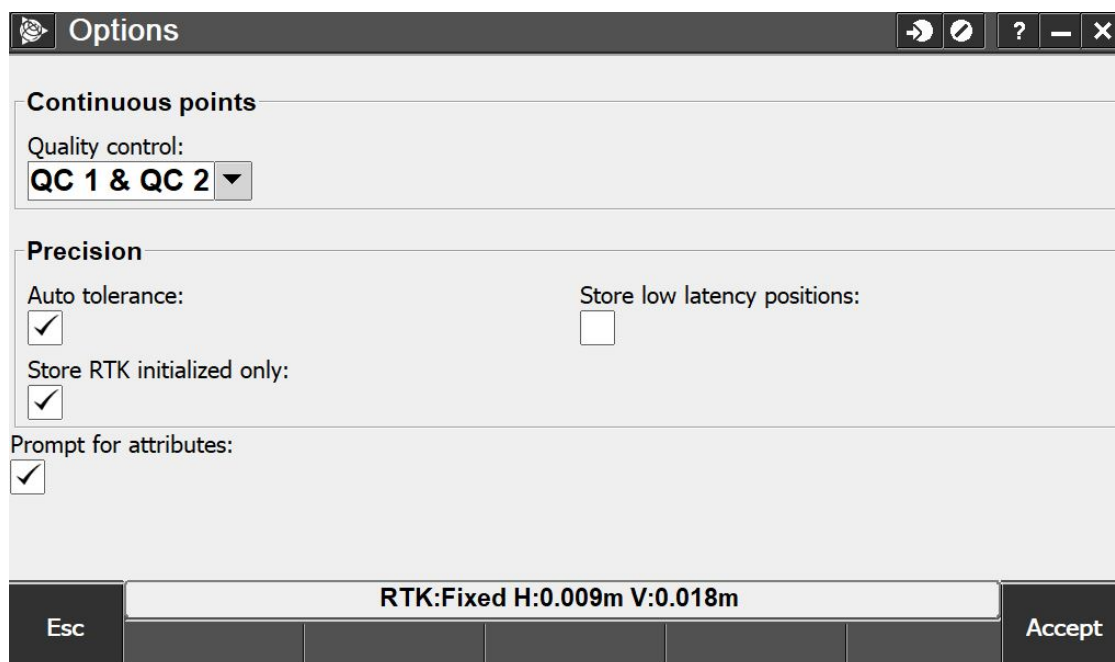 Options
?
Continuous points
Quality control:
QC 1 & QC 2
Precision
Auto tolerance:
Store low latency positions:
Store RTK initialized only:
Prompt for attributes:
RTK:Fixed H:0.009m V:0.018m
Esc
Accept